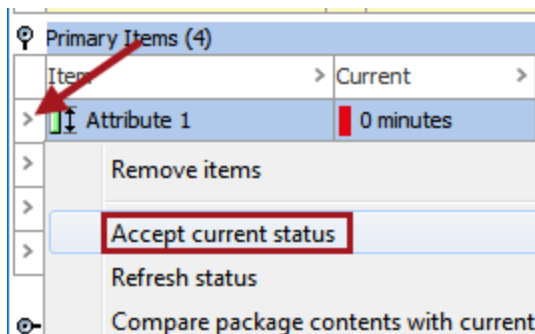 Primary Items (4)
Item > Current >
> Attribute 1 0 minutes
> Remove items
>
> Accept current status
Refresh status
Compare package contents with current